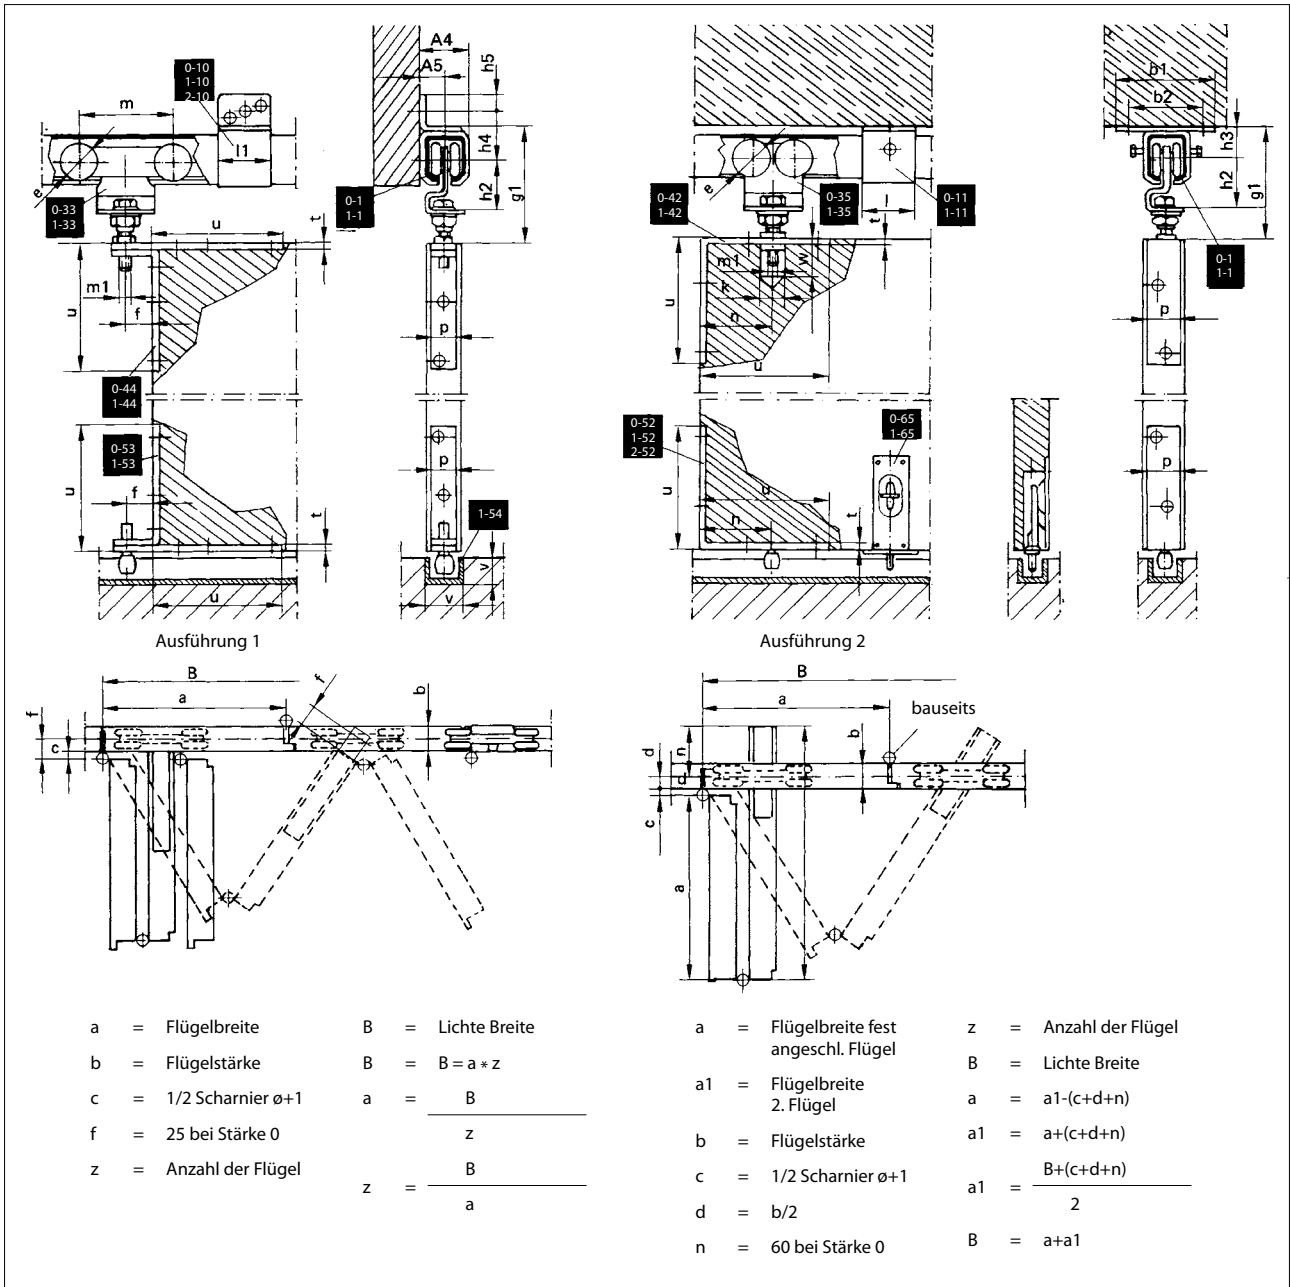 A4
A5
h5
0-10
1-10
2-10
m
l1
h4
h2
g1
e
0-33
1-33
0-1
1-1
u
t
m1
f
u
p
0-44
1-44
0-53
1-53
u
f
p
t
1-54
v
v
u
Ausführung 1
b1
b2
h3
h2
g1
e
0-42
1-42
0-35
1-35
0-11
1-11
l
t
0-1
1-1
m1
w
k
u
n
p
u
0-52
1-52
2-52
0-65
1-65
u
u
n
t
p
Ausführung 2
B
a
f
b
f
c
B
a
bauseits
n
b
d
d
c
a
a = Flügelbreite
b = Flügelstärke
c = 1/2 Scharnier ø+1
f = 25 bei Stärke 0
z = Anzahl der Flügel
B = Lichte Breite
B = B = a * z
a = B
z
z = B
a
a = Flügelbreite fest
angeschl. Flügel
a1 = Flügelbreite
2. Flügel
b = Flügelstärke
c = 1/2 Scharnier ø+1
d = b/2
n = 60 bei Stärke 0
z = Anzahl der Flügel
B = Lichte Breite
a = a1-(c+d+n)
a1 = a+(c+d+n)
a1 = B+(c+d+n)
2
B = a+a1